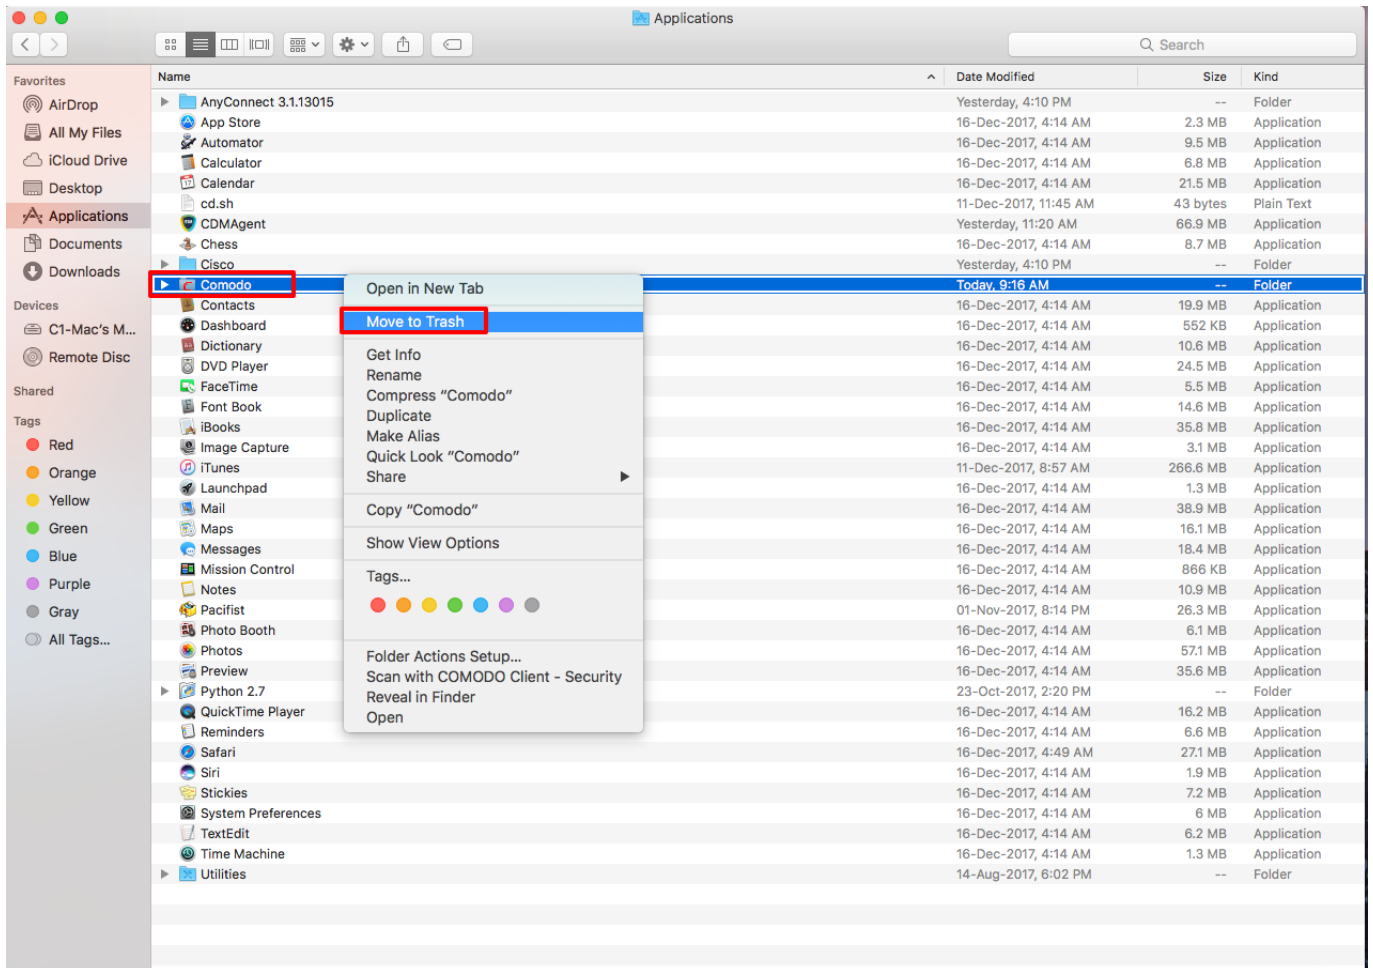 Applications
Search
Favorites
AirDrop
All My Files
iCloud Drive
Desktop
Applications
Documents
Downloads
Devices
C1-Mac's M...
Remote Disc
Shared
Tags
Red
Orange
Yellow
Green
Blue
Purple
Gray
All Tags...
Name Date Modified Size Kind
AnyConnect 3.1.13015 Yesterday, 4:10 PM -- Folder
App Store 16-Dec-2017, 4:14 AM 2.3 MB Application
Automator 16-Dec-2017, 4:14 AM 9.5 MB Application
Calculator 16-Dec-2017, 4:14 AM 6.8 MB Application
Calendar 16-Dec-2017, 4:14 AM 21.5 MB Application
cd.sh 11-Dec-2017, 11:45 AM 43 bytes Plain Text
CDMAgent Yesterday, 11:20 AM 66.9 MB Application
Chess 16-Dec-2017, 4:14 AM 8.7 MB Application
Cisco Yesterday, 4:10 PM -- Folder
Comodo Today, 9:16 AM -- Folder
Contacts 16-Dec-2017, 4:14 AM 19.9 MB Application
Dashboard 16-Dec-2017, 4:14 AM 552 KB Application
Dictionary 16-Dec-2017, 4:14 AM 10.6 MB Application
DVD Player 16-Dec-2017, 4:14 AM 24.5 MB Application
FaceTime 16-Dec-2017, 4:14 AM 5.5 MB Application
Font Book 16-Dec-2017, 4:14 AM 14.6 MB Application
iBooks 16-Dec-2017, 4:14 AM 35.8 MB Application
Image Capture 16-Dec-2017, 4:14 AM 3.1 MB Application
iTunes 11-Dec-2017, 8:57 AM 266.6 MB Application
Launchpad 16-Dec-2017, 4:14 AM 1.3 MB Application
Mail 16-Dec-2017, 4:14 AM 38.9 MB Application
Maps 16-Dec-2017, 4:14 AM 16.1 MB Application
Messages 16-Dec-2017, 4:14 AM 18.4 MB Application
Mission Control 16-Dec-2017, 4:14 AM 866 KB Application
Notes 16-Dec-2017, 4:14 AM 10.9 MB Application
Pacifist 01-Nov-2017, 8:14 PM 26.3 MB Application
Photo Booth 16-Dec-2017, 4:14 AM 6.1 MB Application
Photos 16-Dec-2017, 4:14 AM 57.1 MB Application
Preview 16-Dec-2017, 4:14 AM 35.6 MB Application
Python 2.7 23-Oct-2017, 2:20 PM -- Folder
QuickTime Player 16-Dec-2017, 4:14 AM 16.2 MB Application
Reminders 16-Dec-2017, 4:14 AM 6.6 MB Application
Safari 16-Dec-2017, 4:49 AM 27.1 MB Application
Siri 16-Dec-2017, 4:14 AM 1.9 MB Application
Stickies 16-Dec-2017, 4:14 AM 7.2 MB Application
System Preferences 16-Dec-2017, 4:14 AM 6 MB Application
TextEdit 16-Dec-2017, 4:14 AM 6.2 MB Application
Time Machine 16-Dec-2017, 4:14 AM 1.3 MB Application
Utilities 14-Aug-2017, 6:02 PM -- Folder
Open in New Tab
Move to Trash
Get Info
Rename
Compress “Comodo”
Duplicate
Make Alias
Quick Look “Comodo”
Share
Copy “Comodo”
Show View Options
Tags...
Folder Actions Setup...
Scan with COMODO Client - Security
Reveal in Finder
Open